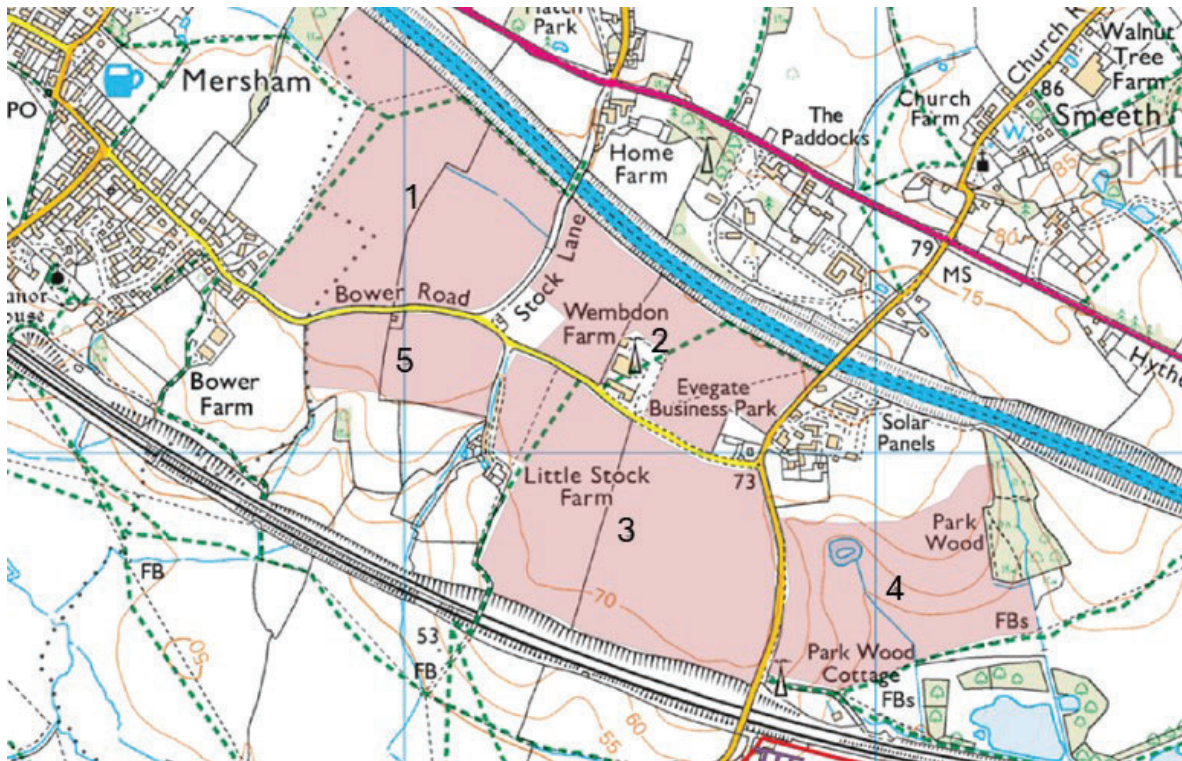 Hatch
Park
Church R
Walnut
Tree
Farm
Mersham
PO
86
Church
Farm
W
Smeeth
The
Paddocks
85
SME
Home
Farm
80
1
79
MS
75
Stock Lane
Bower Road
Wembdon
Farm
2
Hythe
5
Bower
Farm
Evegate
Business Park
Solar
Panels
Little Stock
Farm
73
3
Park
Wood
FB
70
4
FBs
53
50
FB
Park Wood
Cottage
FBs
60
55